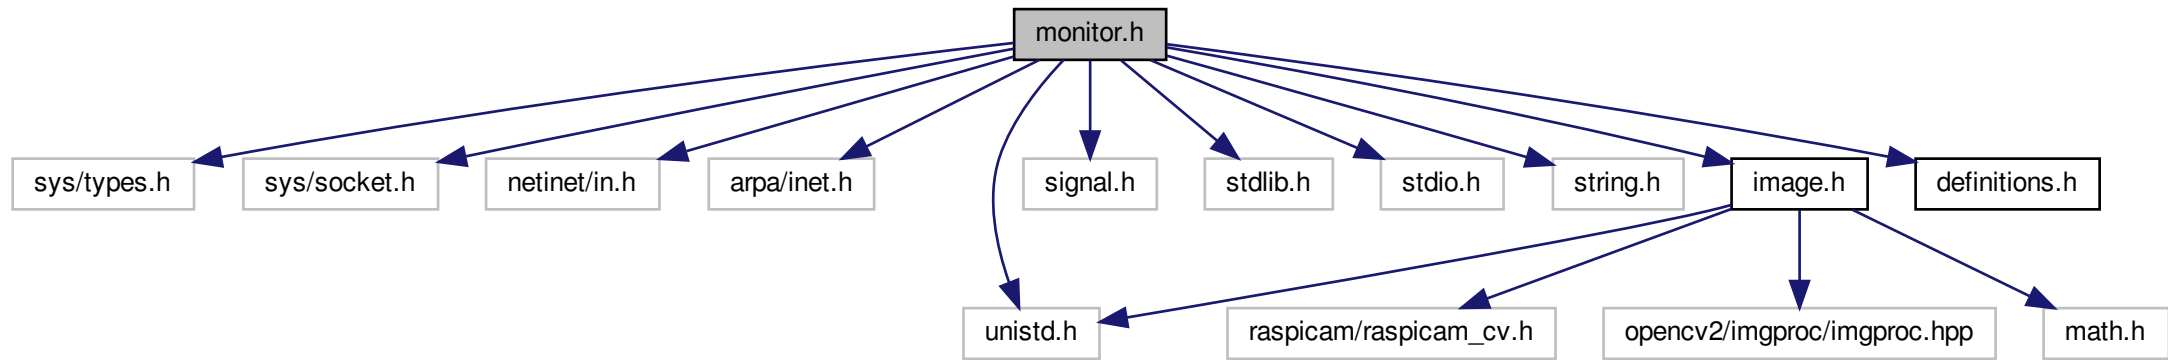 monitor.h
sys/types.h
sys/socket.h
netinet/in.h
arpa/inet.h
signal.h
stdlib.h
stdio.h
string.h
image.h
definitions.h
unistd.h
raspicam/raspicam_cv.h
opencv2/imgproc/imgproc.hpp
math.h